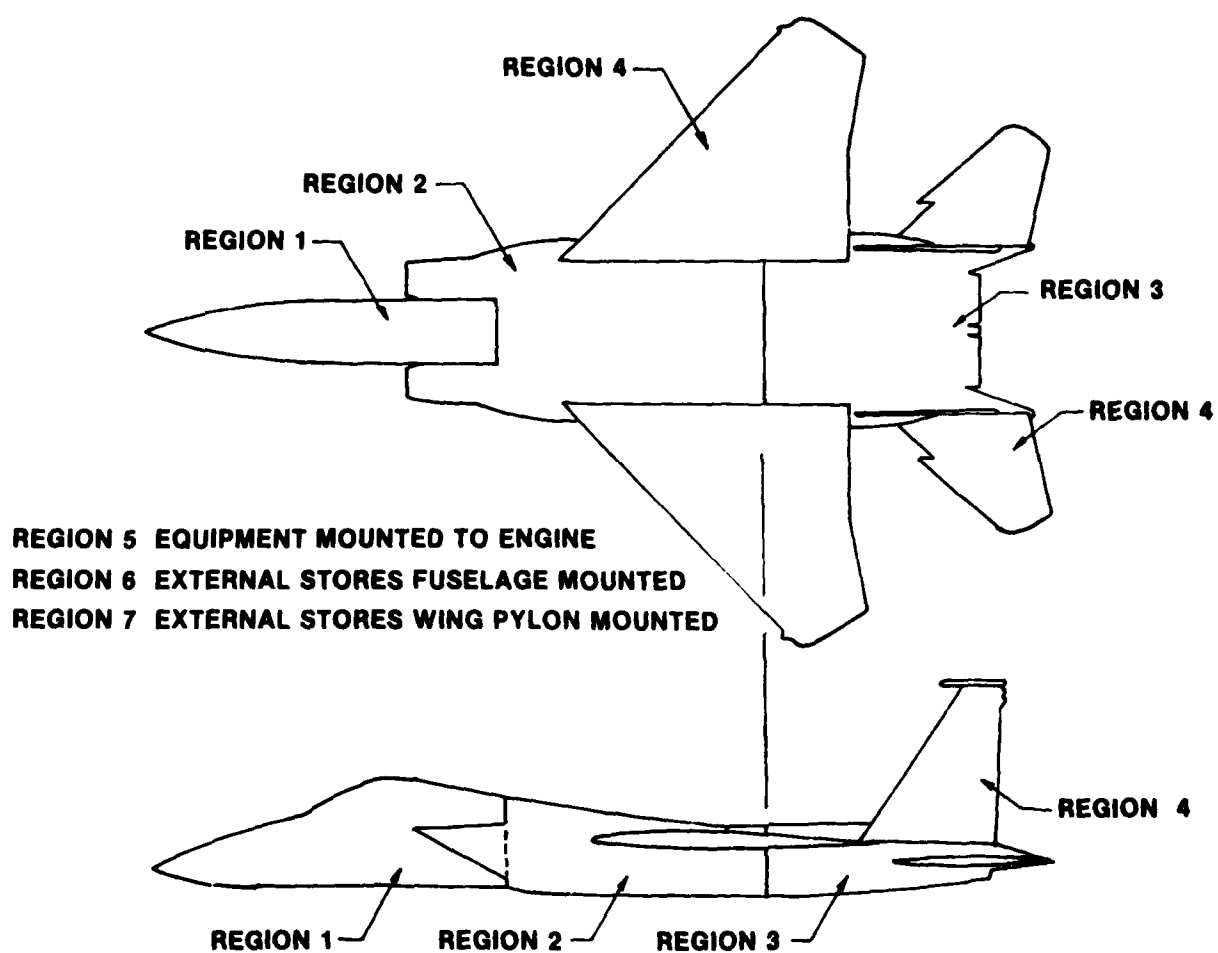 REGION 4
REGION 2
REGION 1
REGION 3
REGION 4
REGION 5 EQUIPMENT MOUNTED TO ENGINE
REGION 6 EXTERNAL STORES FUSELAGE MOUNTED
REGION 7 EXTERNAL STORES WING PYLON MOUNTED
REGION 4
REGION 1
REGION 2
REGION 3